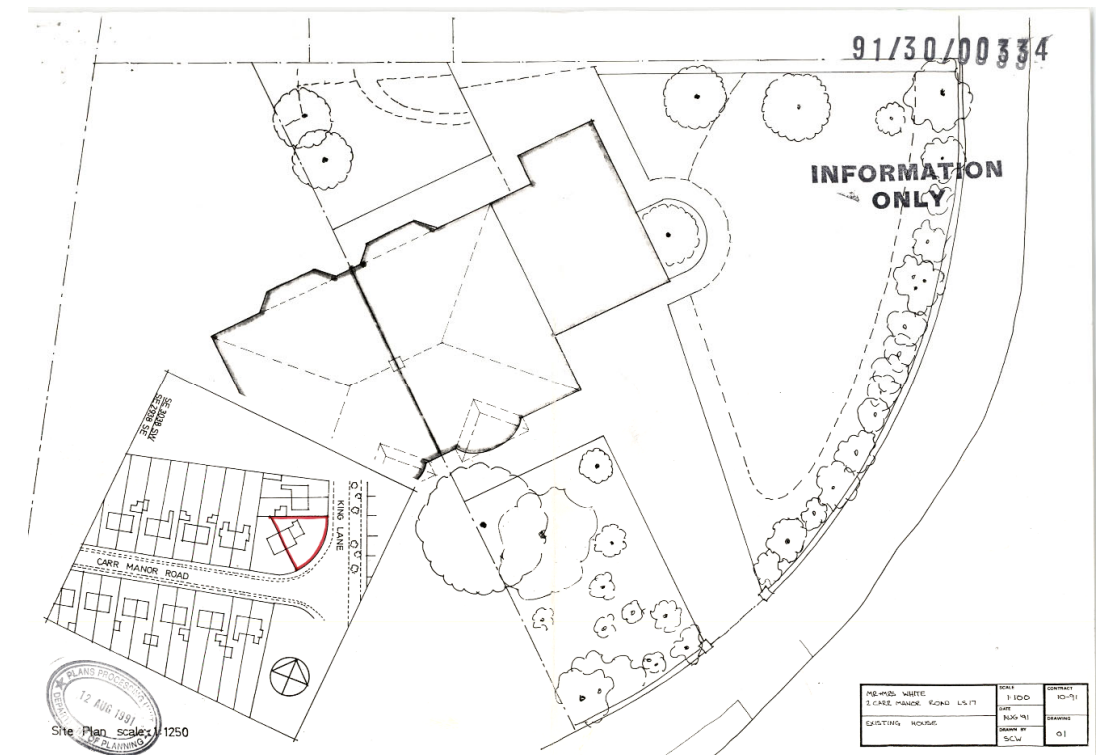 91/30/00334
INFORMATION
ONLY
SE 3038 SW
SE 2938 SE
KING LANE
CARR MANOR ROAD
PLANS PROCESSING
12 AUG 1991
OF PLANNING
Site Plan scale 1:1250
MR+MRS WHITE
2 CARR MANOR ROAD LS17
EXISTING HOUSE
SCALE
1:100
DATE
AUG '91
DRAWN BY
SCW
CONTRACT
10-91
DRAWING
01